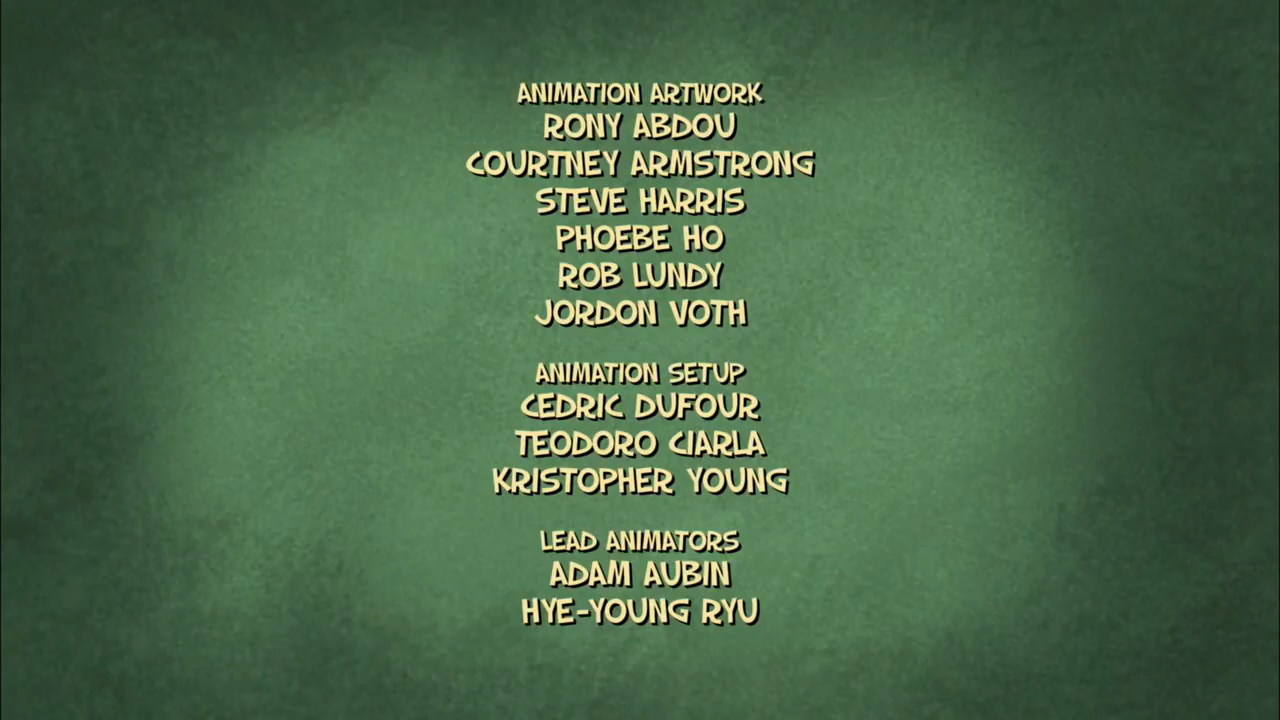 ANIMATION ARTWORK
RONY ABDOU
COURTNEY ARMSTRONG
STEVE HARRIS
PHOEBE HO
ROB LUNDY
JORDON VOTH
ANIMATION SETUP
CEDRIC DUFOUR
TEODORO CIARLA
KRISTOPHER YOUNG
LEAD ANIMATORS
ADAM AUBIN
HYE-YOUNG RYU